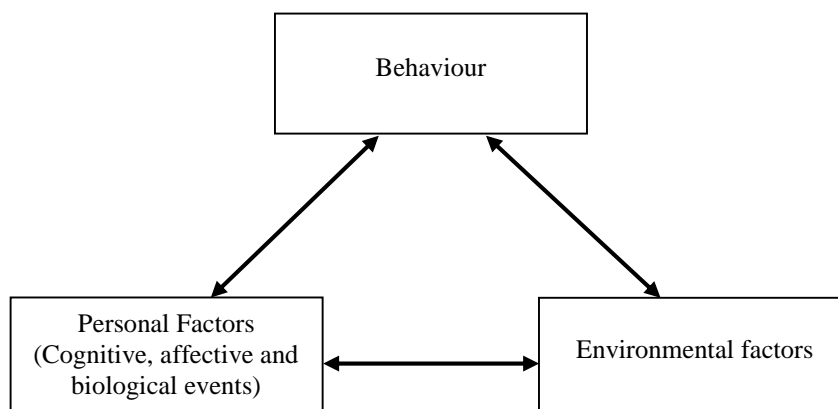 Behaviour
Personal Factors
(Cognitive, affective and
biological events)
Environmental factors